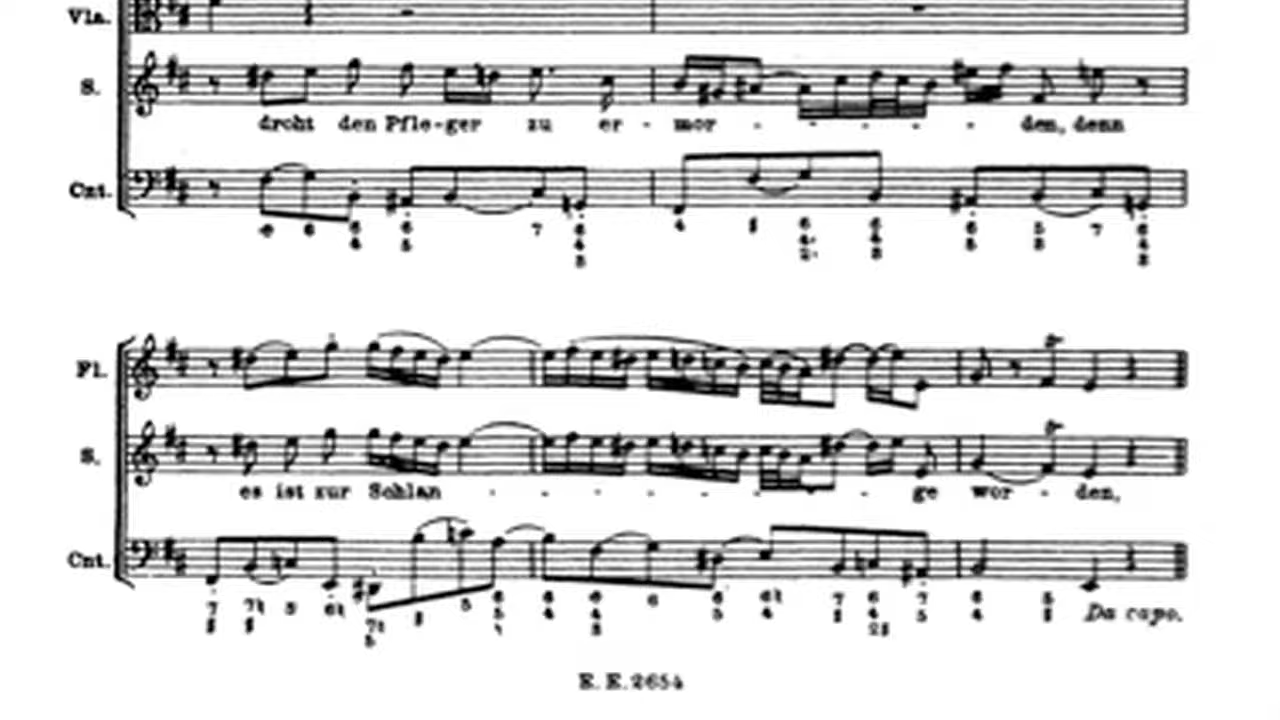 Vla.
S.
droht den Pfle-ger zu er - mor - - - - - den, denn
Cnt.
Fl.
S.
es ist zur Schlan - - - - - - ge wor - den,
Cnt.
Da capo.
E. E. 2654